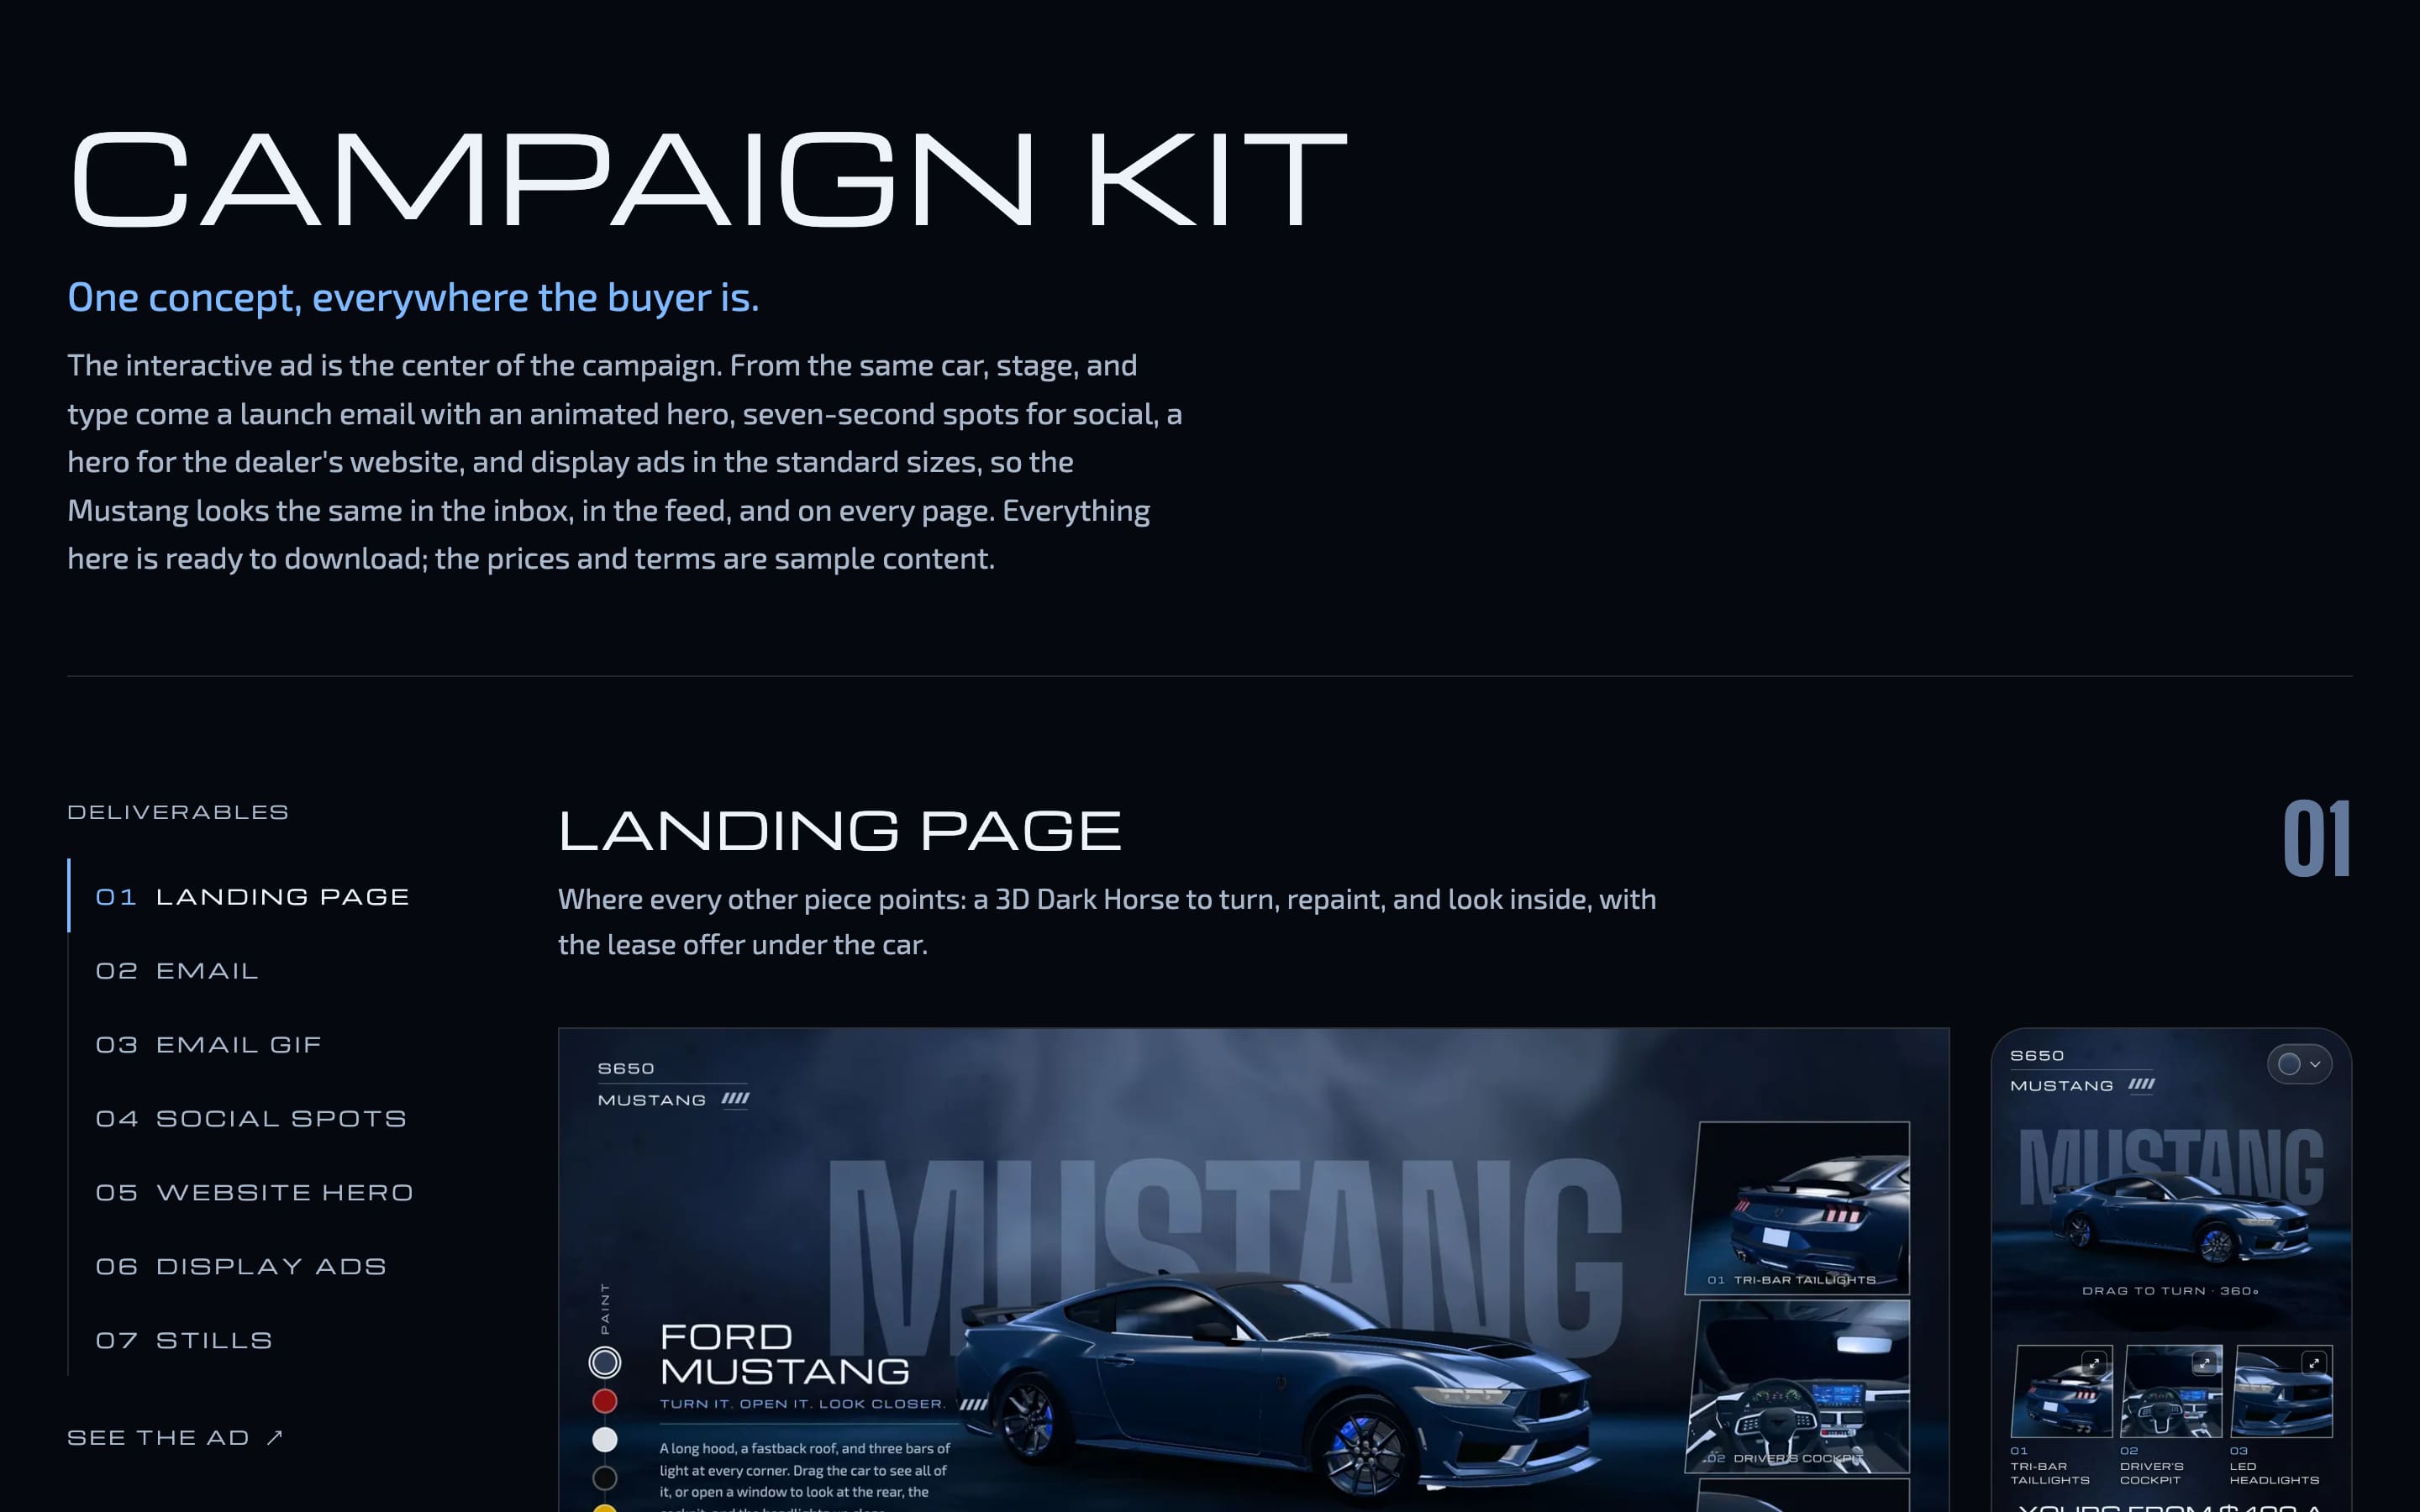 CAMPAIGN KIT
One concept, everywhere the buyer is.
The interactive ad is the center of the campaign. From the same car, stage, and
type come a launch email with an animated hero, seven-second spots for social, a
hero for the dealer's website, and display ads in the standard sizes, so the
Mustang looks the same in the inbox, in the feed, and on every page. Everything
here is ready to download; the prices and terms are sample content.
DELIVERABLES
01 LANDING PAGE
02 EMAIL
03 EMAIL GIF
04 SOCIAL SPOTS
05 WEBSITE HERO
06 DISPLAY ADS
07 STILLS
SEE THE AD ↗
LANDING PAGE
01
Where every other piece points: a 3D Dark Horse to turn, repaint, and look inside, with
the lease offer under the car.
S650
MUSTANG
MUSTANG
PAINT
FORD
MUSTANG
TURN IT. OPEN IT. LOOK CLOSER.
A long hood, a fastback roof, and three bars of
light at every corner. Drag the car to see all of
it, or open a window to look at the rear, the
01 TRI-BAR TAILLIGHTS
02 DRIVER'S COCKPIT
S650
MUSTANG
MUSTANG
DRAG TO TURN · 360°
01
TRI-BAR
TAILLIGHTS
02
DRIVER'S
COCKPIT
03
LED
HEADLIGHTS